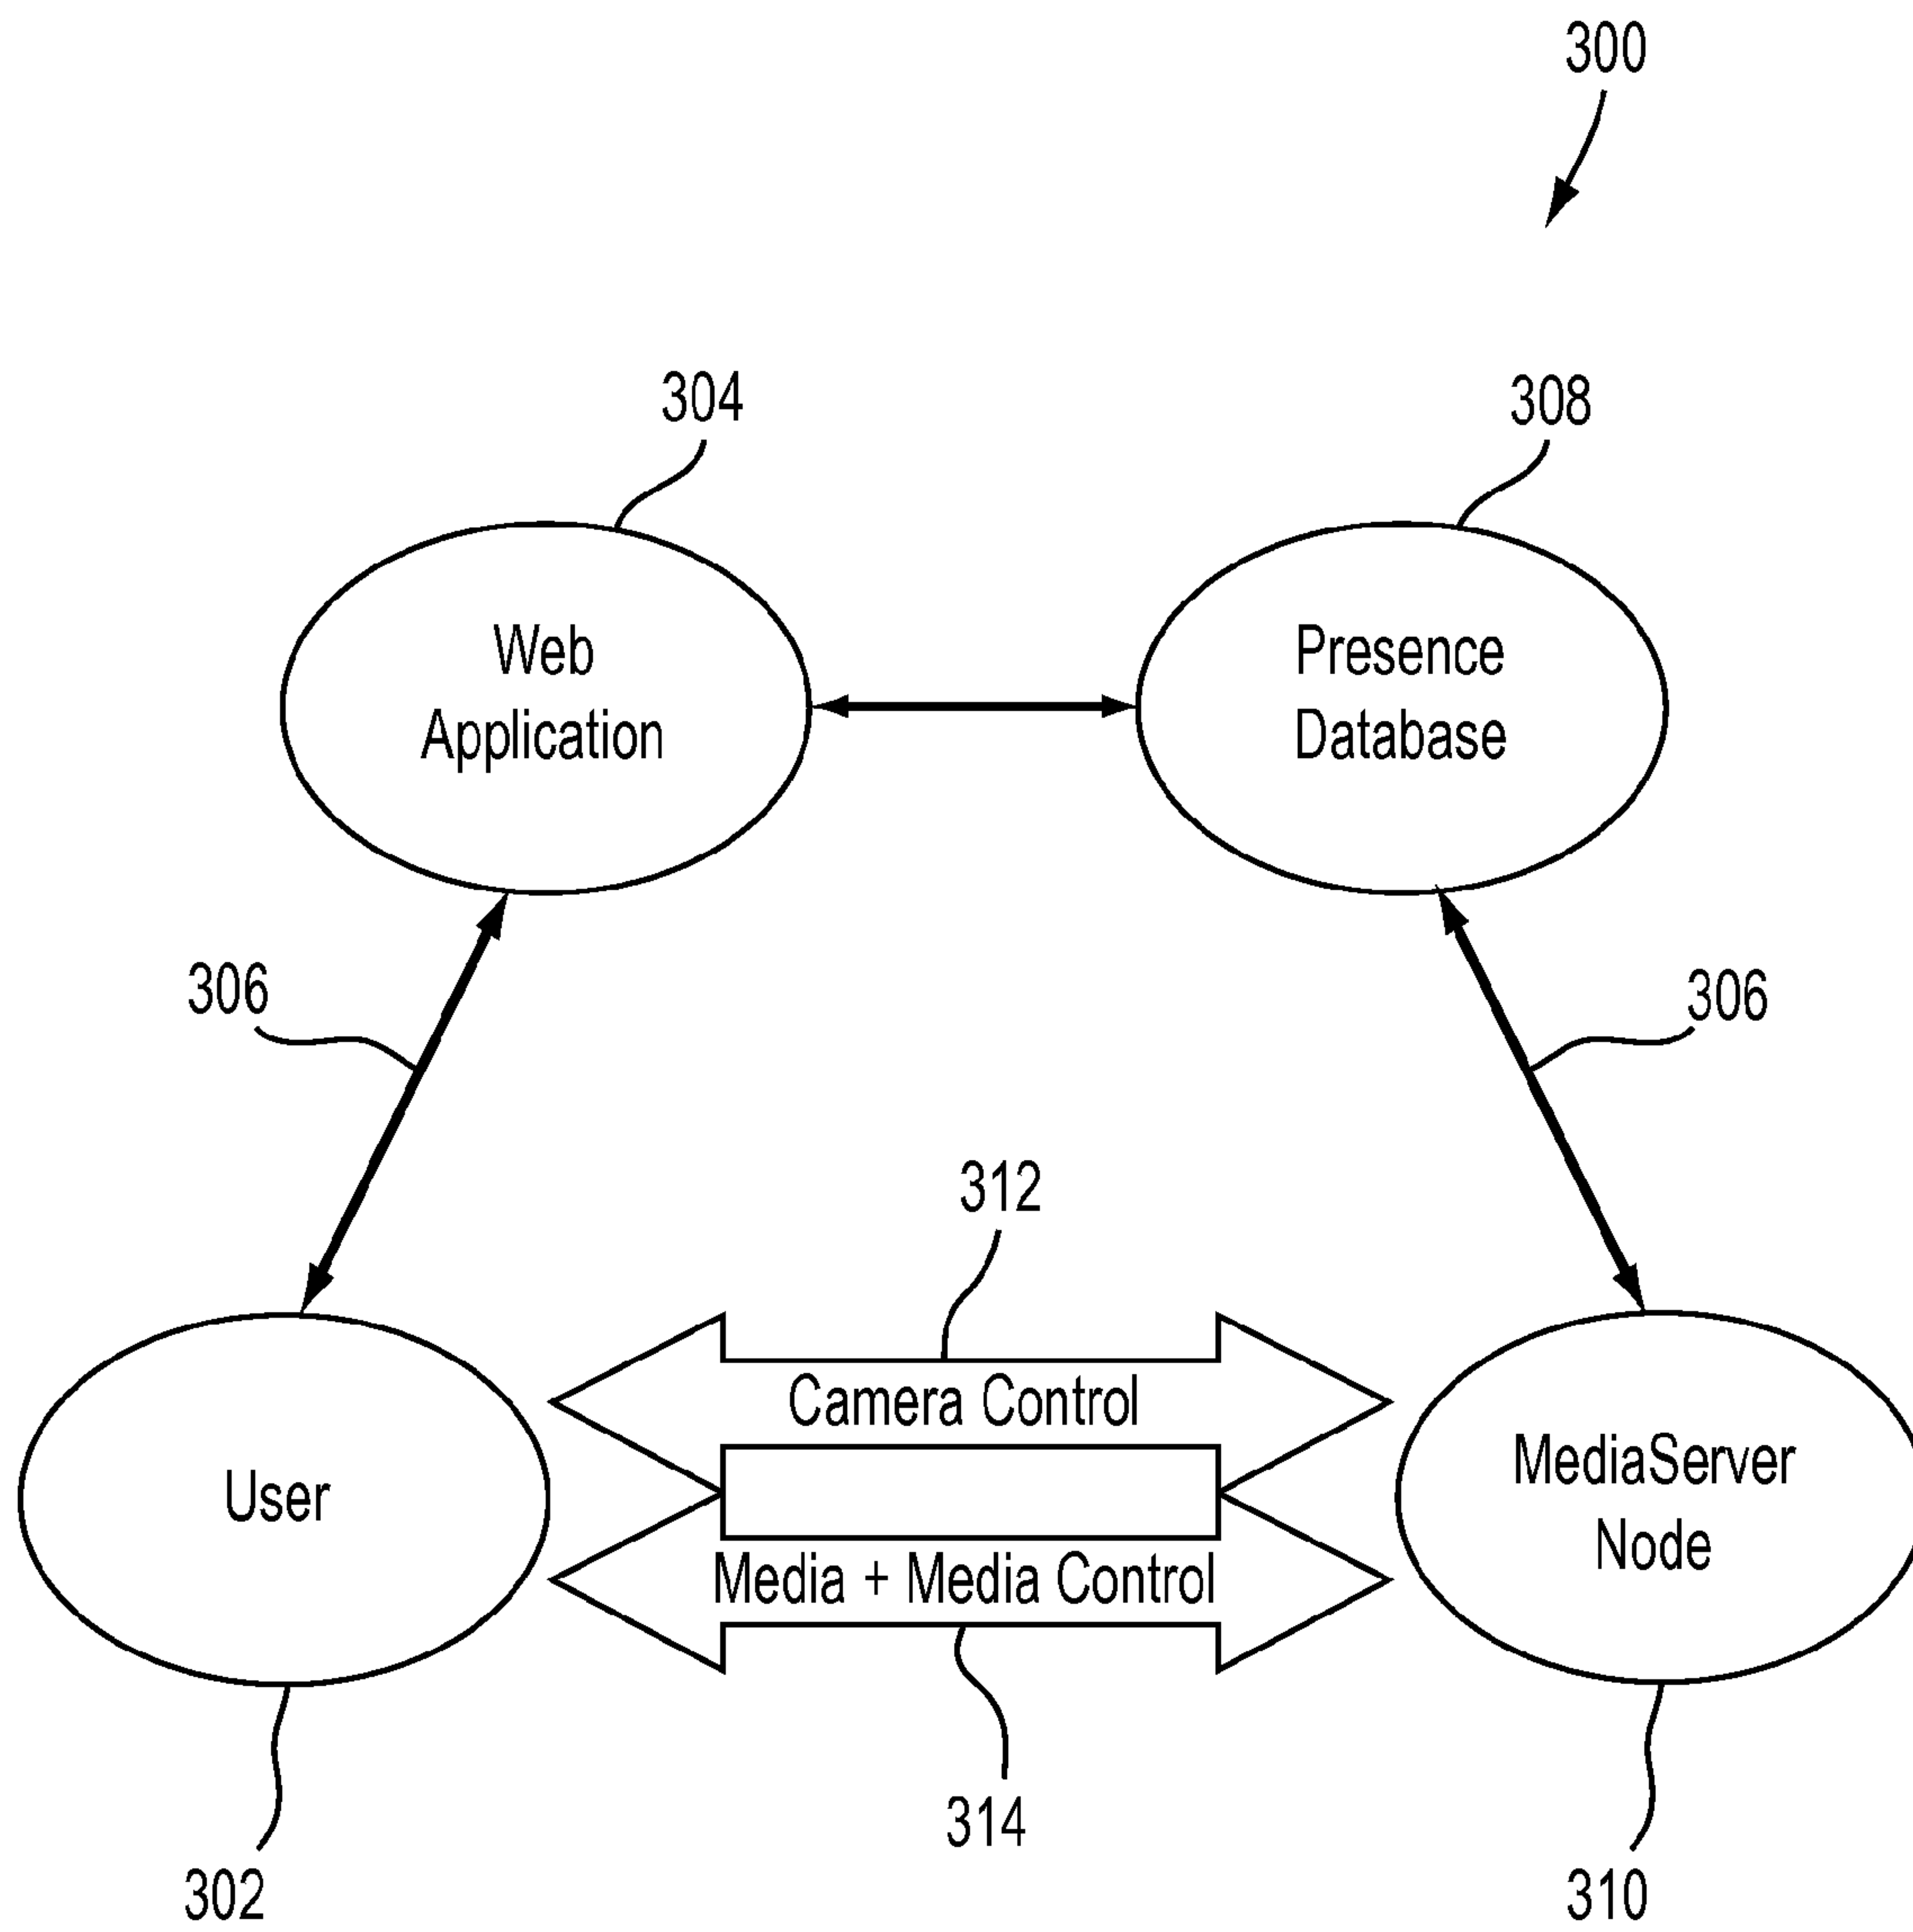 300
304
308
Web
Application
Presence
Database
306
306
312
Camera Control
User
MediaServer
Node
Media + Media Control
314
302
310